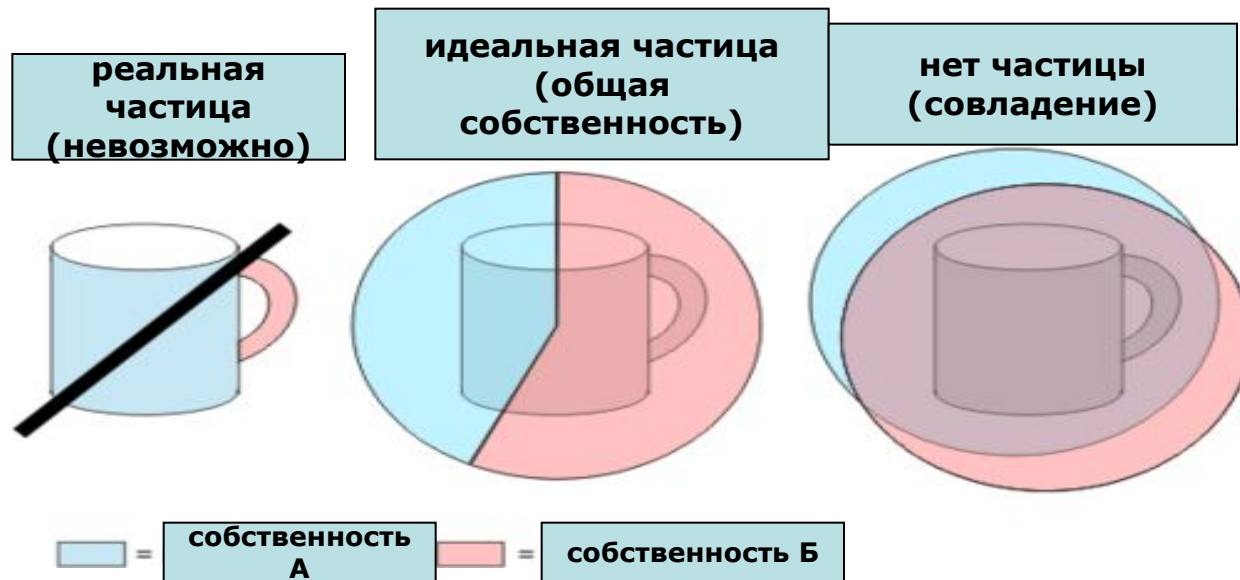 реальная
частица
(невозможно)
идеальная частица
(общая
собственность)
нет частицы
(совладение)
= собственность
А
= собственность Б